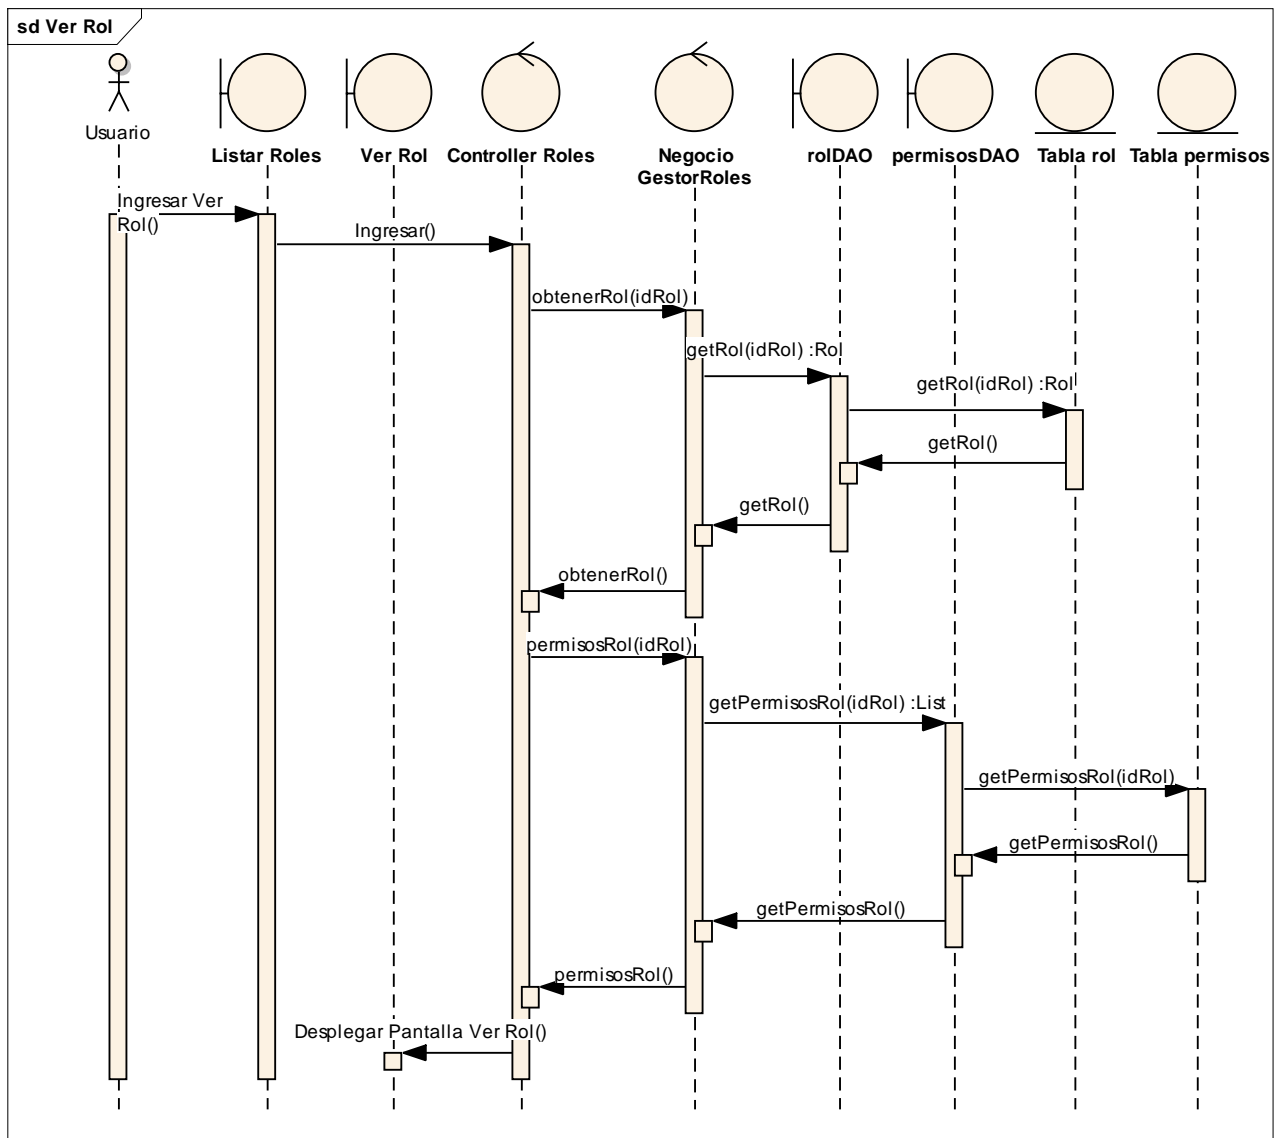 sd Ver Rol
Usuario
Listar Roles
Ver Rol
Controller Roles
Negocio
GestorRoles
rolDAO
permisosDAO
Tabla rol
Tabla permisos
Ingresar Ver
Rol()
Ingresar()
obtenerRol(idRol)
getRol(idRol) :Rol
getRol(idRol) :Rol
getRol()
getRol()
obtenerRol()
permisosRol(idRol)
getPermisosRol(idRol) :List
getPermisosRol(idRol)
getPermisosRol()
getPermisosRol()
permisosRol()
Desplegar Pantalla Ver Rol()